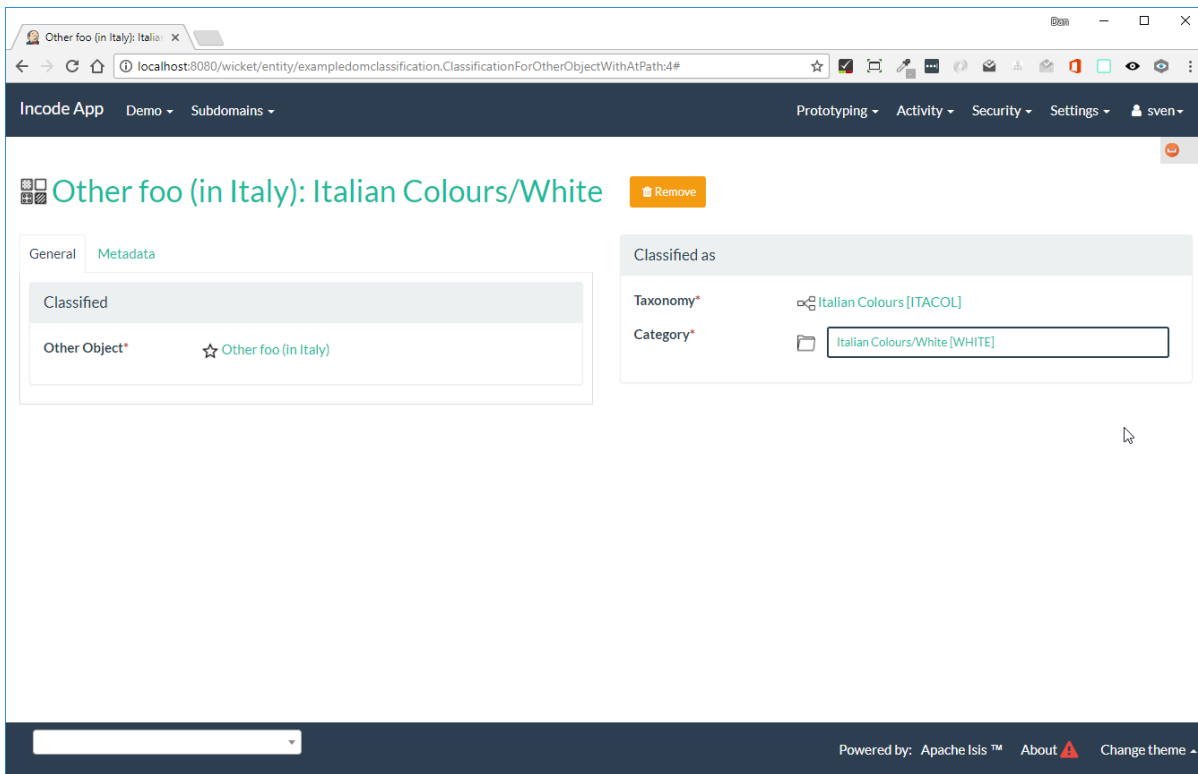 Other foo (in Italy): Italia
Dan
localhost:8080/wicket/entity/exampledomclassification.ClassificationForOtherObjectWithAtPath:4#
Incode App Demo Subdomains Prototyping Activity Security Settings sven
Other foo (in Italy): Italian Colours/White Remove
General Metadata
Classified
Other Object* Other foo (in Italy)
Classified as
Taxonomy* Italian Colours [ITACOL]
Category* Italian Colours/White [WHITE]
Powered by: Apache Isis ™ About Change theme